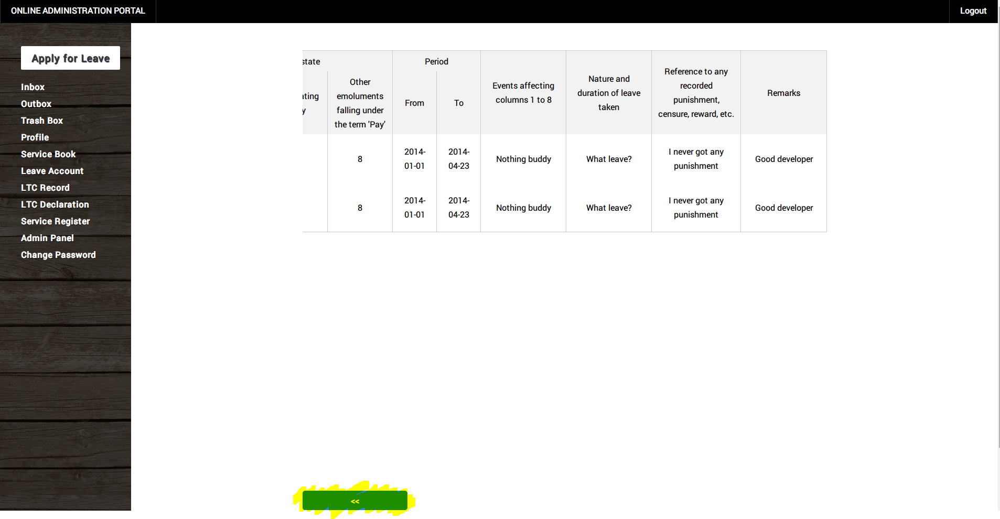 ONLINE ADMINISTRATION PORTAL
Logout
Apply for Leave
Inbox
Outbox
Trash Box
Profile
Service Book
Leave Account
LTC Record
LTC Declaration
Service Register
Admin Panel
Change Password
state
Period
ating
y
Other
emoluments
falling under
the term 'Pay'
From
To
Events affecting
columns 1 to 8
Nature and
duration of leave
taken
Reference to any
recorded
punishment,
censure, reward, etc.
Remarks
8
2014-
01-01
2014-
04-23
Nothing buddy
What leave?
I never got any
punishment
Good developer
8
2014-
01-01
2014-
04-23
Nothing buddy
What leave?
I never got any
punishment
Good developer
<<